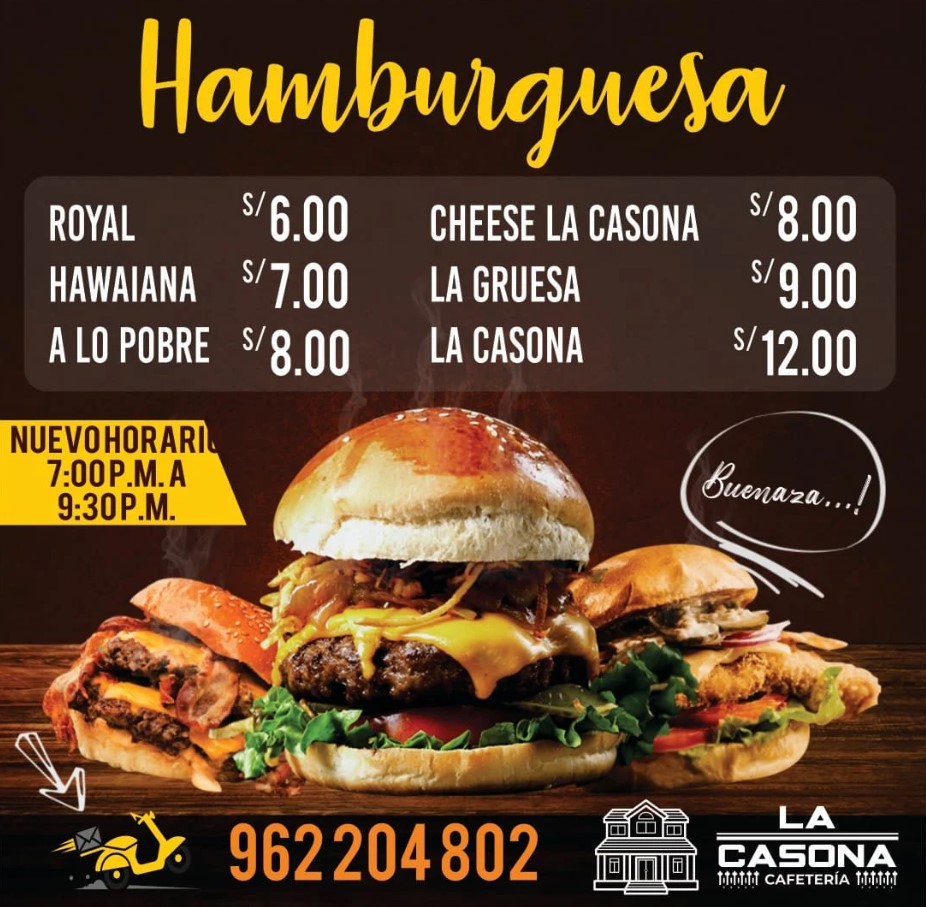 Hamburguesa
ROYAL S/6.00
HAWAIANA S/7.00
A LO POBRE S/8.00
CHEESE LA CASONA S/8.00
LA GRUESA S/9.00
LA CASONA S/12.00
NUEVO HORARIO
7:00 P.M. A
9:30 P.M.
Buenaza...!
962 204 802
LA
CASONA
CAFETERÍA